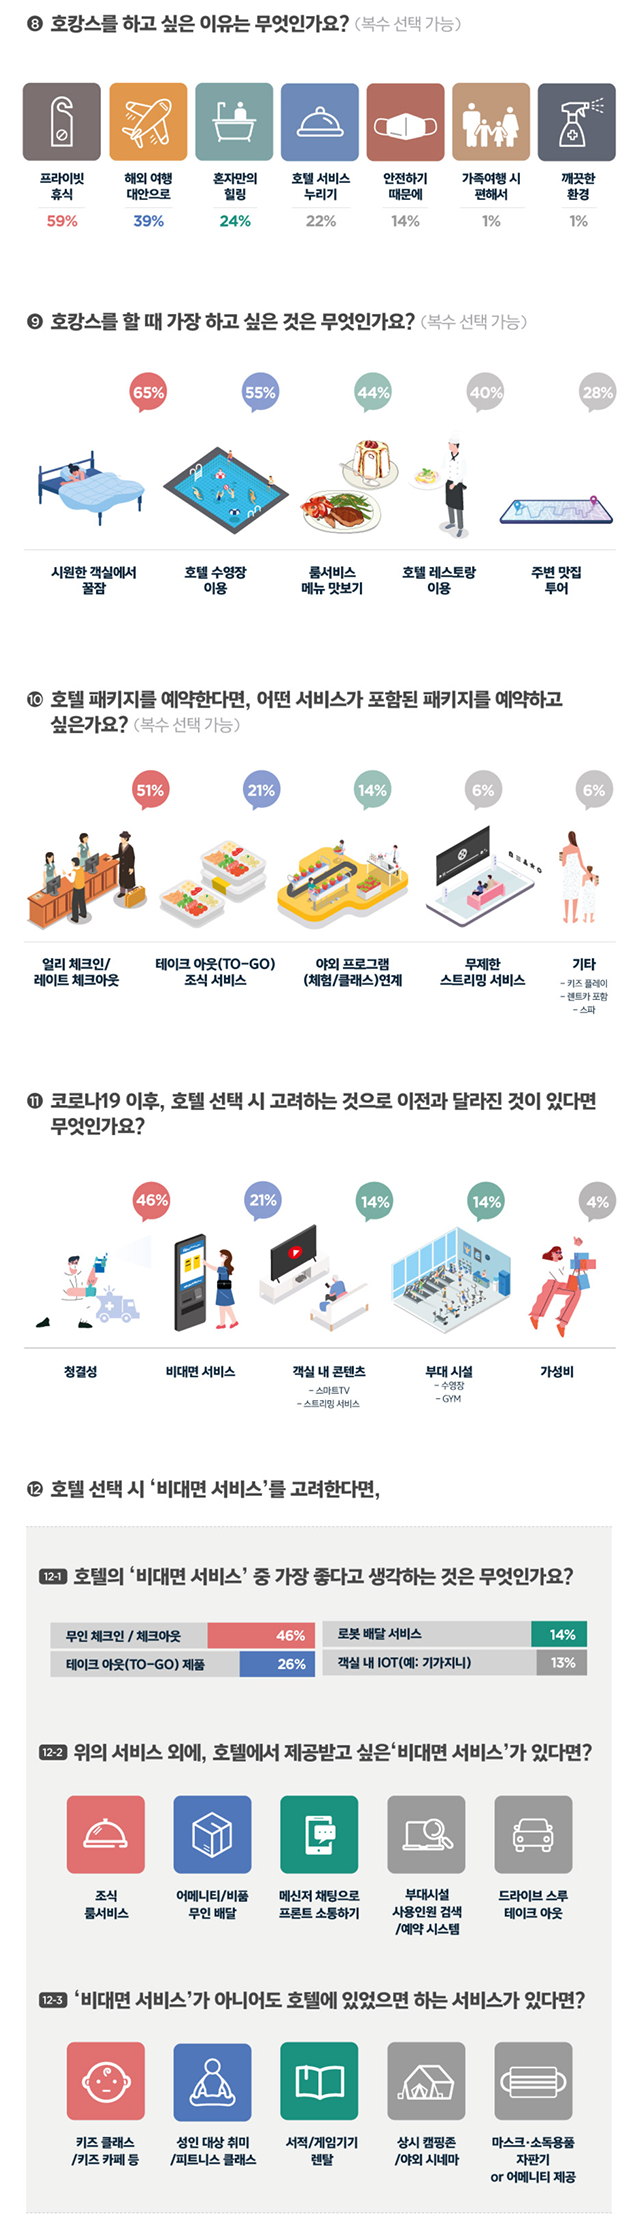 ❽ 호캉스를 하고 싶은 이유는 무엇인가요? (복수 선택 가능)
프라이빗
휴식
59%
해외 여행
대안으로
39%
혼자만의
힐링
24%
호텔 서비스
누리기
22%
안전하기
때문에
14%
가족여행 시
편해서
1%
깨끗한
환경
1%
❾ 호캉스를 할 때 가장 하고 싶은 것은 무엇인가요? (복수 선택 가능)
65%
55%
44%
40%
28%
시원한 객실에서
꿀잠
호텔 수영장
이용
룸서비스
메뉴 맛보기
호텔 레스토랑
이용
주변 맛집
투어
❿ 호텔 패키지를 예약한다면, 어떤 서비스가 포함된 패키지를 예약하고
싶은가요? (복수 선택 가능)
51%
21%
14%
6%
6%
얼리 체크인/
레이트 체크아웃
테이크 아웃(TO-GO)
조식 서비스
야외 프로그램
(체험/클래스)연계
무제한
스트리밍 서비스
기타
- 키즈 플레이
- 렌트카 포함
- 스파
⓫ 코로나19 이후, 호텔 선택 시 고려하는 것으로 이전과 달라진 것이 있다면
무엇인가요?
46%
21%
14%
14%
4%
청결성
비대면 서비스
객실 내 콘텐츠
- 스마트TV
- 스트리밍 서비스
부대 시설
- 수영장
- GYM
가성비
⓬ 호텔 선택 시 ‘비대면 서비스’를 고려한다면,
12-1 호텔의 ‘비대면 서비스’ 중 가장 좋다고 생각하는 것은 무엇인가요?
무인 체크인 / 체크아웃 46%
로봇 배달 서비스 14%
테이크 아웃(TO-GO) 제품 26%
객실 내 IOT(예: 기가지니) 13%
12-2 위의 서비스 외에, 호텔에서 제공받고 싶은‘비대면 서비스’가 있다면?
조식
룸서비스
어메니티/비품
무인 배달
메신저 채팅으로
프론트 소통하기
부대시설
사용인원 검색
/예약 시스템
드라이브 스루
테이크 아웃
12-3 ‘비대면 서비스’가 아니어도 호텔에 있었으면 하는 서비스가 있다면?
키즈 클래스
/키즈 카페 등
성인 대상 취미
/피트니스 클래스
서적/게임기기
렌탈
상시 캠핑존
/야외 시네마
마스크·소독용품
자판기
or 어메니티 제공